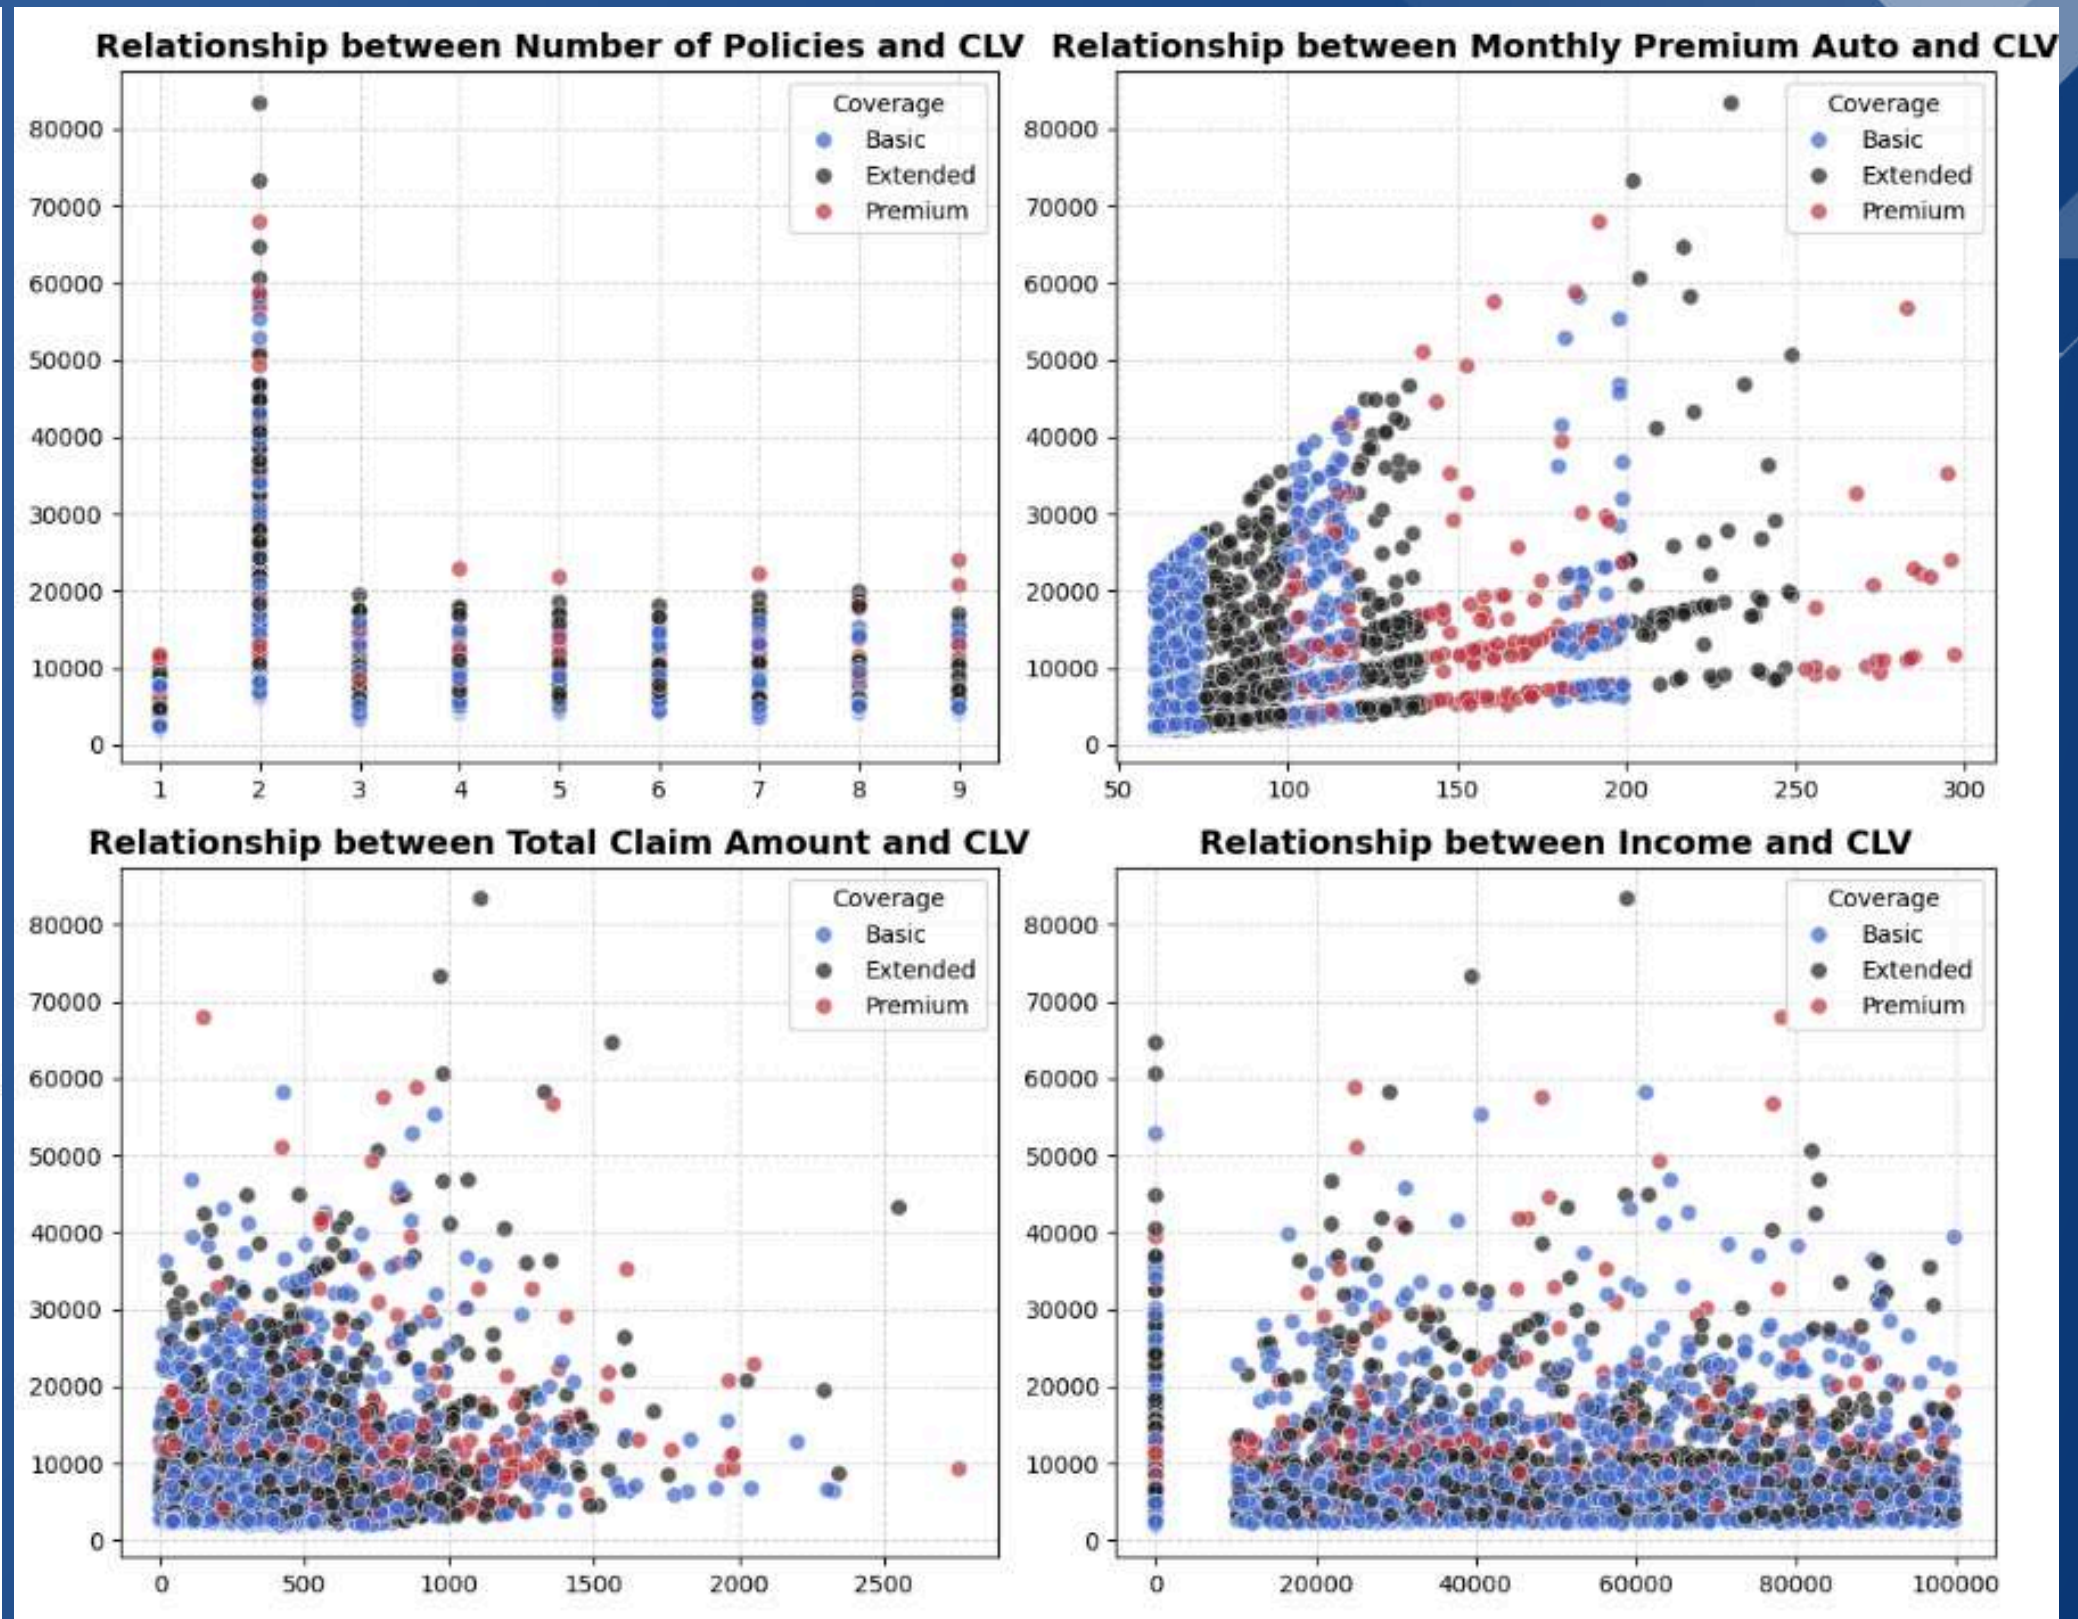 Relationship between Number of Policies and CLV
Coverage
Basic
Extended
Premium
80000
70000
60000
50000
40000
30000
20000
10000
0
1 2 3 4 5 6 7 8 9
Relationship between Monthly Premium Auto and CLV
Coverage
Basic
Extended
Premium
80000
70000
60000
50000
40000
30000
20000
10000
0
50 100 150 200 250 300
Relationship between Total Claim Amount and CLV
Coverage
Basic
Extended
Premium
80000
70000
60000
50000
40000
30000
20000
10000
0
0 500 1000 1500 2000 2500
Relationship between Income and CLV
Coverage
Basic
Extended
Premium
80000
70000
60000
50000
40000
30000
20000
10000
0
0 20000 40000 60000 80000 100000